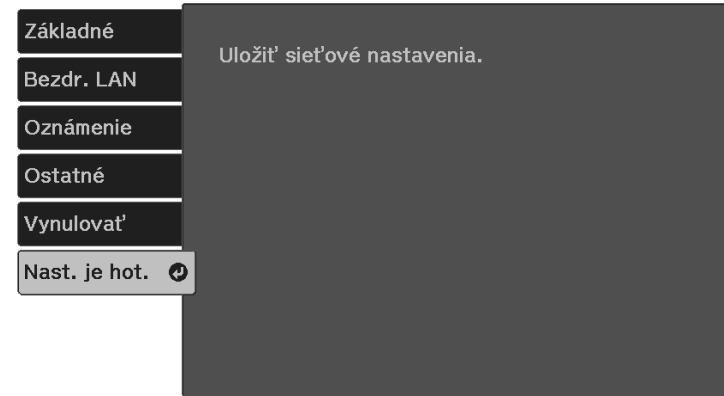 Základné
Bezdr. LAN
Oznámenie
Ostatné
Vynulovať
Nast. je hot.
Uložiť sieťové nastavenia.